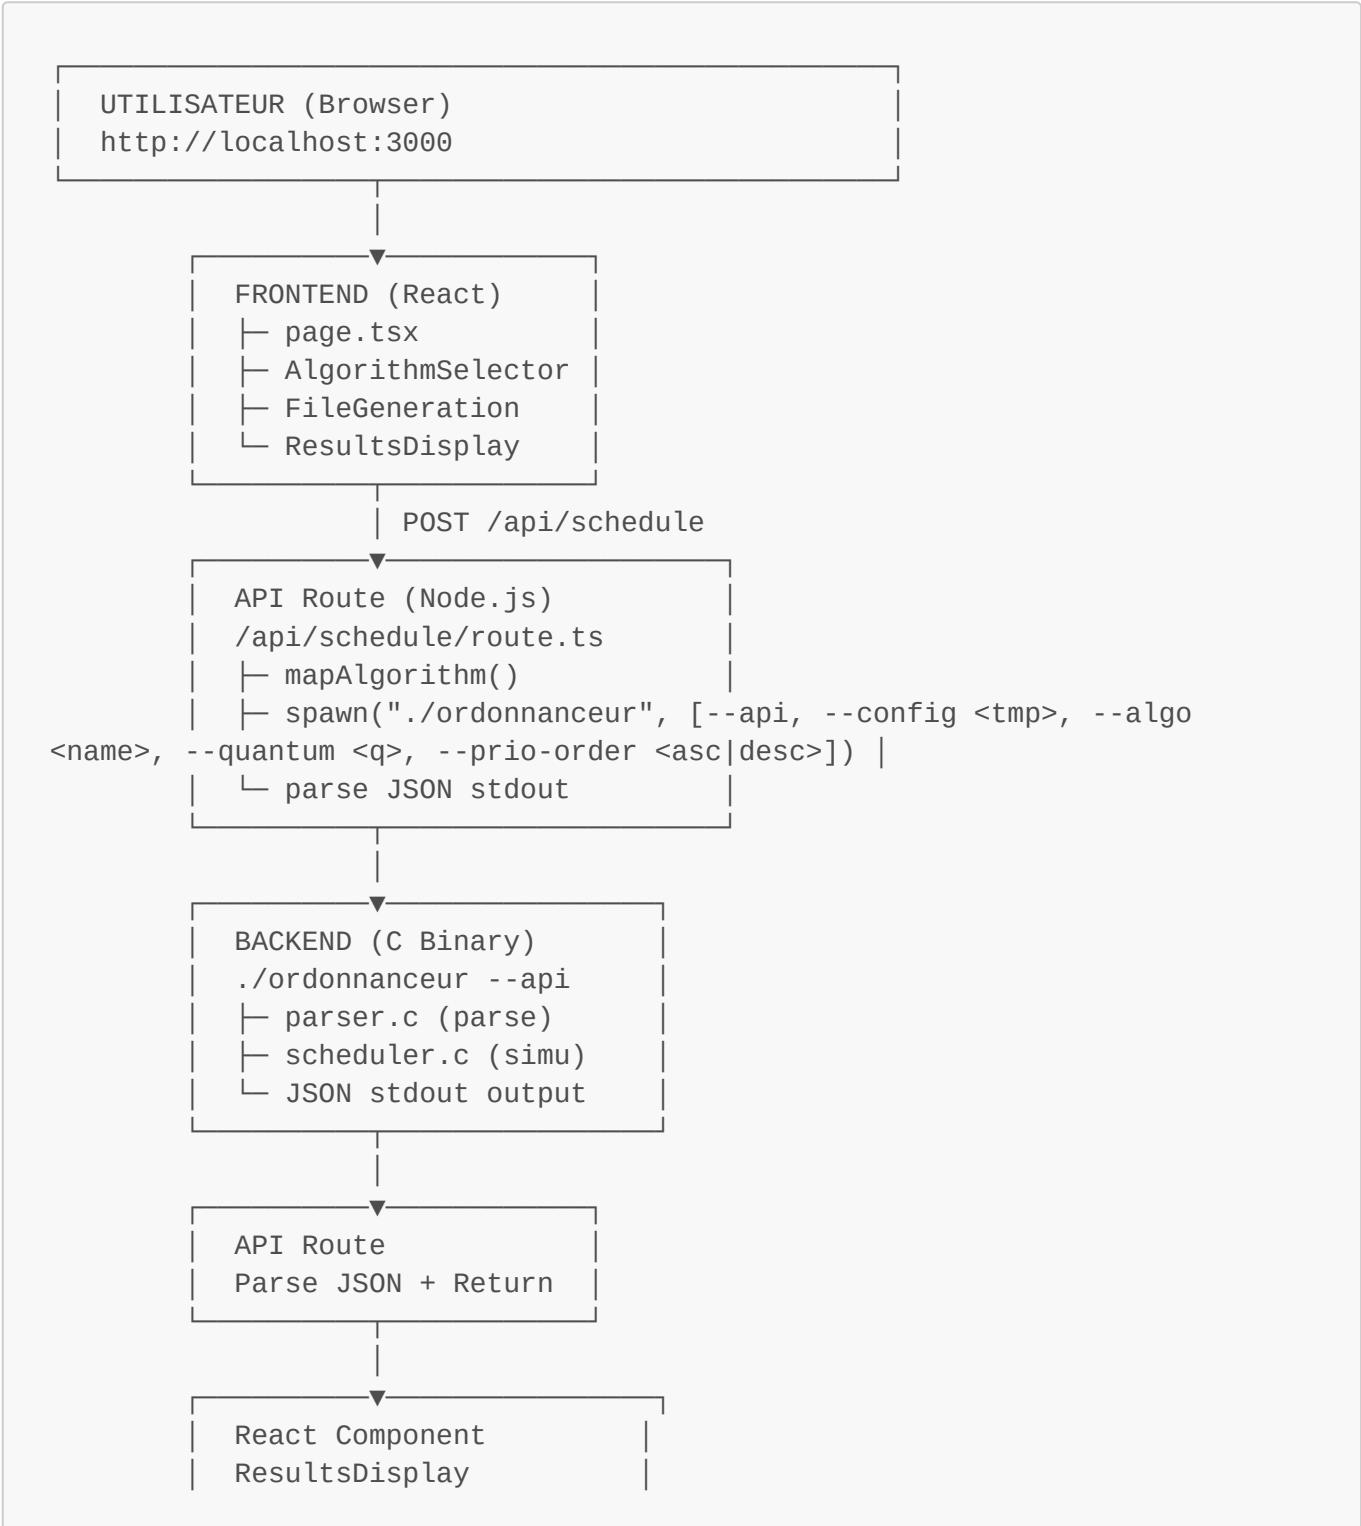 UTILISATEUR (Browser)
http://localhost:3000
FRONTEND (React)
├─ page.tsx
├─ AlgorithmSelector
├─ FileGeneration
└─ ResultsDisplay
POST /api/schedule
API Route (Node.js)
/api/schedule/route.ts
├─ mapAlgorithm()
├─ spawn("./ordonnanceur", [--api, --config <tmp>, --algo
<name>, --quantum <q>, --prio-order <asc|desc>]) │
└─ parse JSON stdout
BACKEND (C Binary)
./ordonnanceur --api
├─ parser.c (parse)
├─ scheduler.c (simu)
└─ JSON stdout output
API Route
Parse JSON + Return
React Component
ResultsDisplay